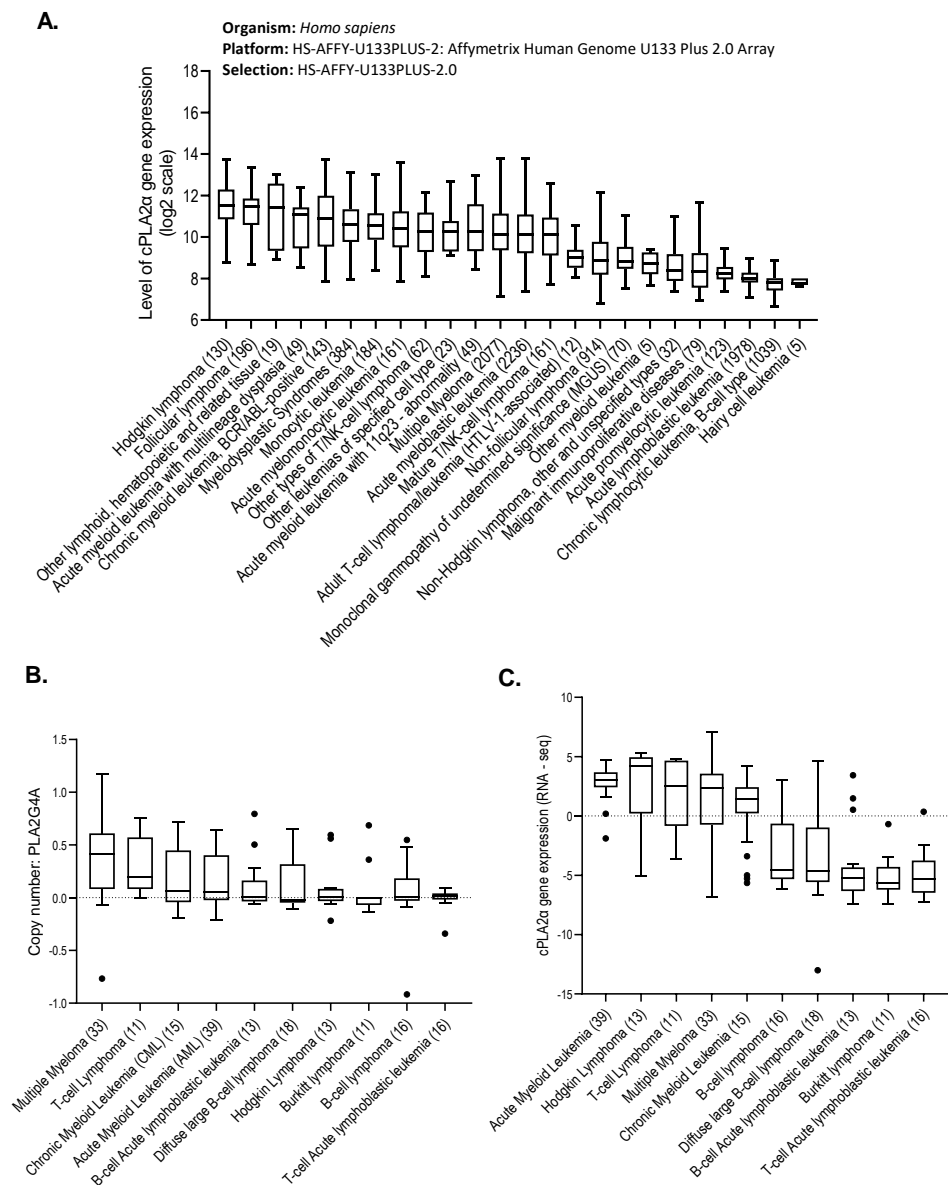 A.
Organism: Homo sapiens
Platform: HS-AFFY-U133PLUS-2: Affymetrix Human Genome U133 Plus 2.0 Array
Selection: HS-AFFY-U133PLUS-2.0
Level of cPLA2α gene expression
(log2 scale)
18
16
14
12
10
8
6
Hodgkin lymphoma (130)
Follicular lymphoma (196)
Other lymphoid, hematopoietic and related tissue (19)
Acute myeloid leukemia with multilineage dysplasia (49)
Chronic myeloid leukemia, BCR/ABL-positive (143)
Myelodysplastic Syndromes (384)
Monocytic leukemia (184)
Acute myelomonocytic leukemia (161)
Other types of T/NK-cell lymphoma (62)
Other leukemias of specified cell type (23)
Acute myeloid leukemia with 11q23 - abnormality (49)
Multiple Myeloma (2077)
Acute myeloblastic leukemia (2236)
Mature T/NK-cell lymphoma (161)
Adult T-cell lymphoma/leukemia (HTLV-1-associated) (12)
Non-follicular lymphoma (914)
Monoclonal gammopathy of undetermined significance (MGUS) (70)
Other myeloid leukemia (5)
Non-Hodgkin lymphoma, other and unspecified types (32)
Malignant immunoproliferative diseases (79)
Acute promyelocytic leukemia (123)
Acute lymphoblastic leukemia (1978)
Chronic lymphocytic leukemia, B-cell type (1039)
Hairy cell leukemia (5)
B.
Copy number: PLA2G4A
1.5
1.0
0.5
0.0
-0.5
-1.0
Multiple Myeloma (33)
T-cell Lymphoma (11)
Chronic Myeloid Leukemia (CML) (15)
Acute Myeloid Leukemia (AML) (39)
B-cell Acute lymphoblastic leukemia (13)
Diffuse large B-cell lymphoma (18)
Hodgkin Lymphoma (13)
Burkitt lymphoma (11)
B-cell lymphoma (16)
T-cell Acute lymphoblastic leukemia (16)
C.
cPLA2α gene expression (RNA - seq)
10
5
0
-5
-10
-15
Acute Myeloid Leukemia (39)
Hodgkin Lymphoma (13)
T-cell Lymphoma (11)
Multiple Myeloma (33)
Chronic Myeloid Leukemia (15)
B-cell lymphoma (16)
Diffuse large B-cell Lymphoma (18)
B-cell Acute lymphoblastic leukemia (13)
Burkitt lymphoma (11)
T-cell Acute lymphoblastic leukemia (16)